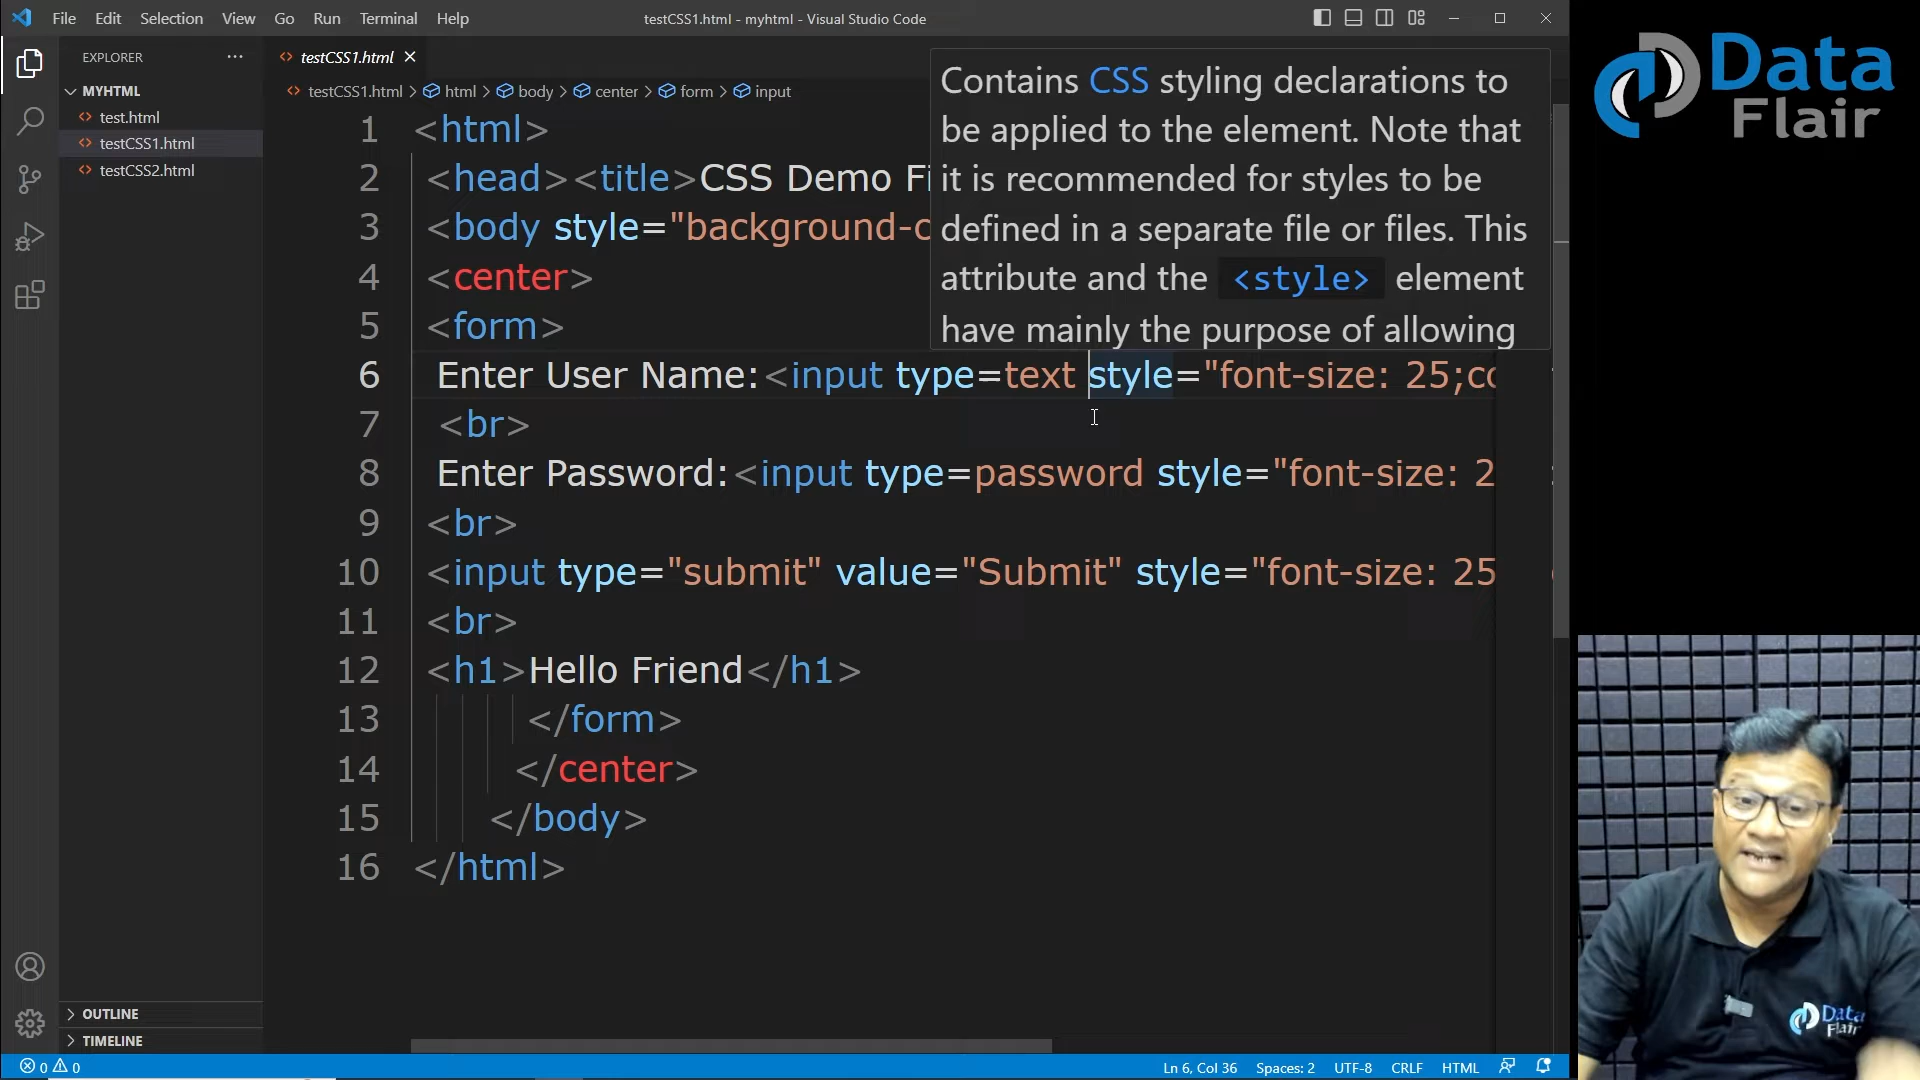 File Edit Selection View Go Run Terminal Help
testCSS1.html - myhtml - Visual Studio Code
Data
Flair
EXPLORER
testCSS1.html
MYHTML
test.html
testCSS1.html
testCSS2.html
testCSS1.html > html > body > center > form > input
Contains CSS styling declarations to
be applied to the element. Note that
it is recommended for styles to be
defined in a separate file or files. This
attribute and the <style> element
have mainly the purpose of allowing
1 <html>
2 <head><title>CSS Demo Fi
3 <body style="background-c
4 <center>
5 <form>
6 Enter User Name:<input type=text style="font-size: 25;co
7 <br>
8 Enter Password:<input type=password style="font-size: 2
9 <br>
10 <input type="submit" value="Submit" style="font-size: 25
11 <br>
12 <h1>Hello Friend</h1>
13 </form>
14 </center>
15 </body>
16 </html>
OUTLINE
TIMELINE
0 0
Ln 6, Col 36 Spaces: 2 UTF-8 CRLF HTML
Data
Flair